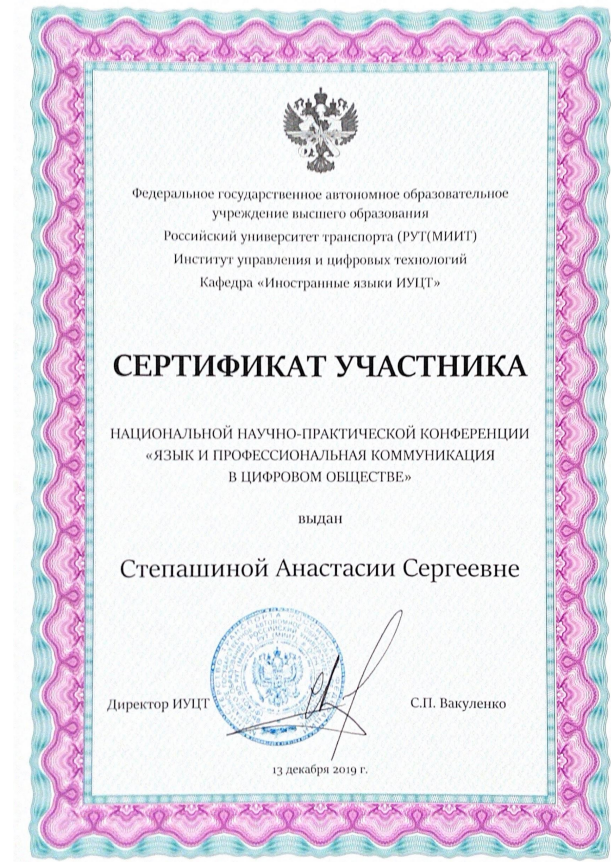 Федеральное государственное автономное образовательное
учреждение высшего образования
Российский университет транспорта (РУТ(МИИТ)
Институт управления и цифровых технологий
Кафедра «Иностранные языки ИУЦТ»
СЕРТИФИКАТ УЧАСТНИКА
НАЦИОНАЛЬНОЙ НАУЧНО-ПРАКТИЧЕСКОЙ КОНФЕРЕНЦИИ
«ЯЗЫК И ПРОФЕССИОНАЛЬНАЯ КОММУНИКАЦИЯ
В ЦИФРОВОМ ОБЩЕСТВЕ»
выдан
Степашиной Анастасии Сергеевне
Директор ИУЦТ
С.П. Вакуленко
13 декабря 2019 г.